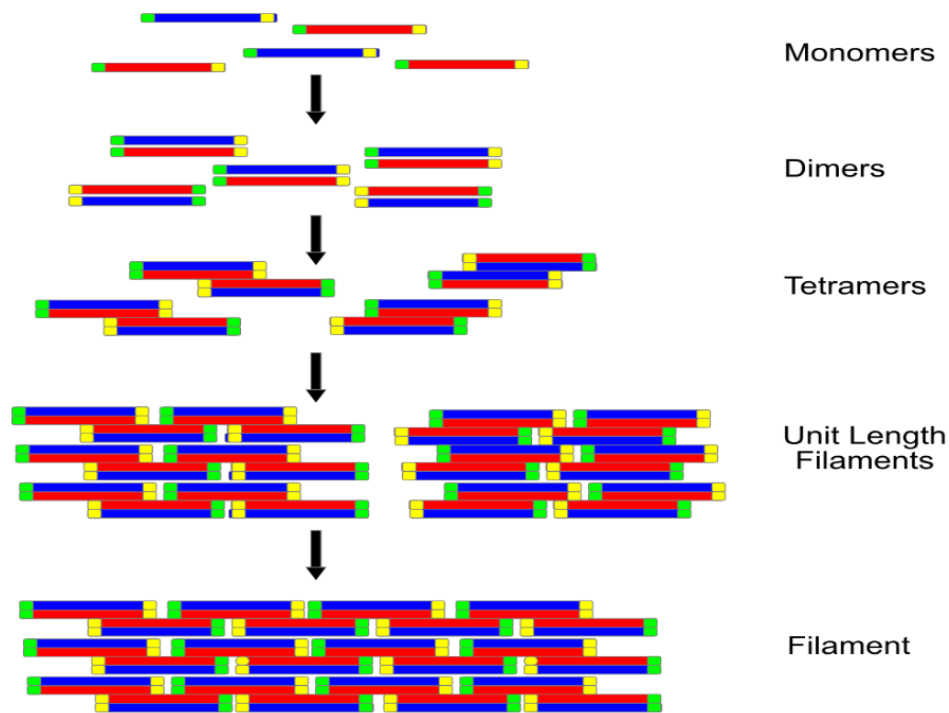 Monomers
Dimers
Tetramers
Unit Length
Filaments
Filament